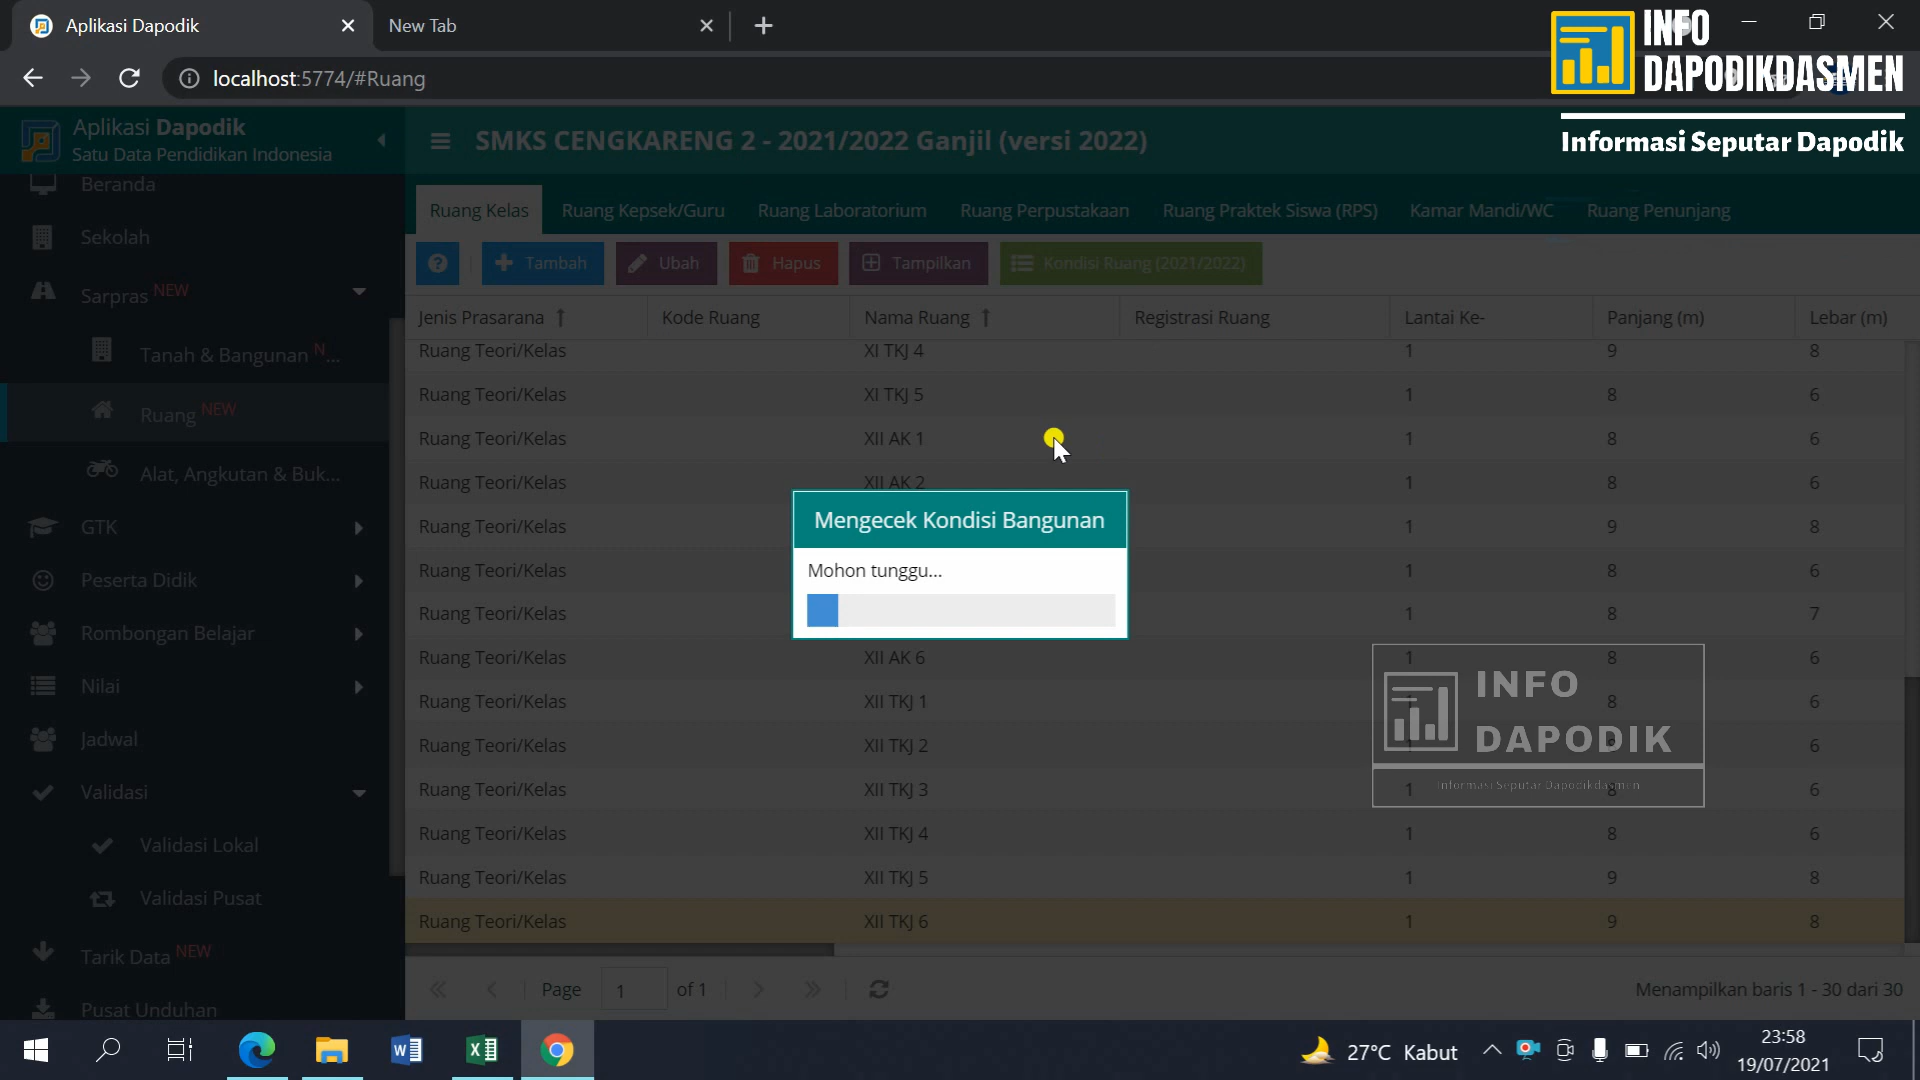 Aplikasi Dapodik
New Tab
localhost:5774/#Ruang
INFO
DAPODIKDASMEN
Informasi Seputar Dapodik
Aplikasi Dapodik
Satu Data Pendidikan Indonesia
SMKS CENGKARENG 2 - 2021/2022 Ganjil (versi 2022)
Beranda
Sekolah
Sarpras NEW
Tanah & Bangunan N...
Ruang NEW
Alat, Angkutan & Buk...
GTK
Peserta Didik
Rombongan Belajar
Nilai
Jadwal
Validasi
Validasi Lokal
Validasi Pusat
Tarik Data NEW
Pusat Unduhan
Ruang Kelas Ruang Kepsek/Guru Ruang Laboratorium Ruang Perpustakaan Ruang Praktek Siswa (RPS) Kamar Mandi/WC Ruang Penunjang
? Tambah Ubah Hapus Tampilkan Kondisi Ruang (2021/2022)
Jenis Prasarana Kode Ruang Nama Ruang Registrasi Ruang Lantai Ke- Panjang (m) Lebar (m)
Ruang Teori/Kelas XI TKJ 4 1 9 8
Ruang Teori/Kelas XI TKJ 5 1 8 6
Ruang Teori/Kelas XII AK 1 1 8 6
Ruang Teori/Kelas XII AK 2 1 8 6
Ruang Teori/Kelas 1 9 8
Ruang Teori/Kelas 1 8 6
Ruang Teori/Kelas 1 8 7
Ruang Teori/Kelas XII AK 6 1 8 6
Ruang Teori/Kelas XII TKJ 1 8 6
Ruang Teori/Kelas XII TKJ 2 6
Ruang Teori/Kelas XII TKJ 3 1 8 6
Ruang Teori/Kelas XII TKJ 4 1 8 6
Ruang Teori/Kelas XII TKJ 5 1 9 8
Ruang Teori/Kelas XII TKJ 6 1 9 8
Mengecek Kondisi Bangunan
Mohon tunggu...
INFO
DAPODIK
Informasi Seputar Dapodikdasmen
Page 1 of 1
Menampilkan baris 1 - 30 dari 30
27°C Kabut
23:58
19/07/2021